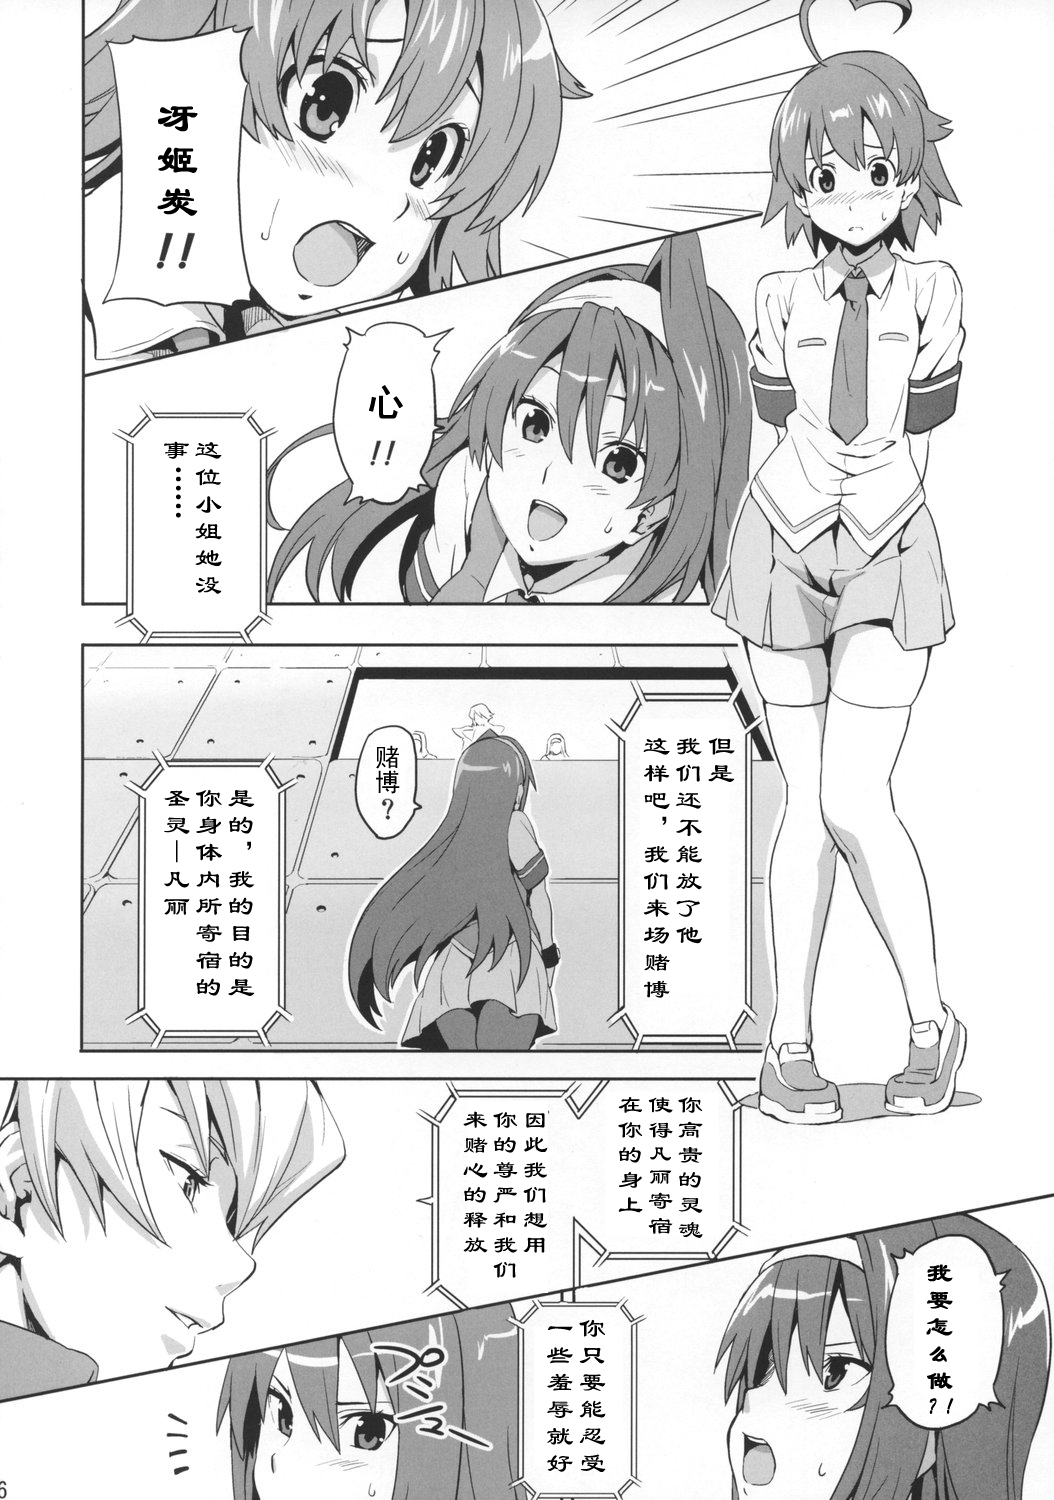 冴姬炭!!
心!!
这位小姐她没
事……
但是
我们还不能放了他
这样吧，我们来场赌博
赌博?
是的，我的目的是
你身体内所寄宿的
圣灵—凡丽
你高贵的灵魂
使得凡丽寄宿
在你的身上
因此我们想用
你的尊严和我们
来赌心的释放
我要怎么做?!
你只要能忍受
一些羞辱就好
プシュー
6